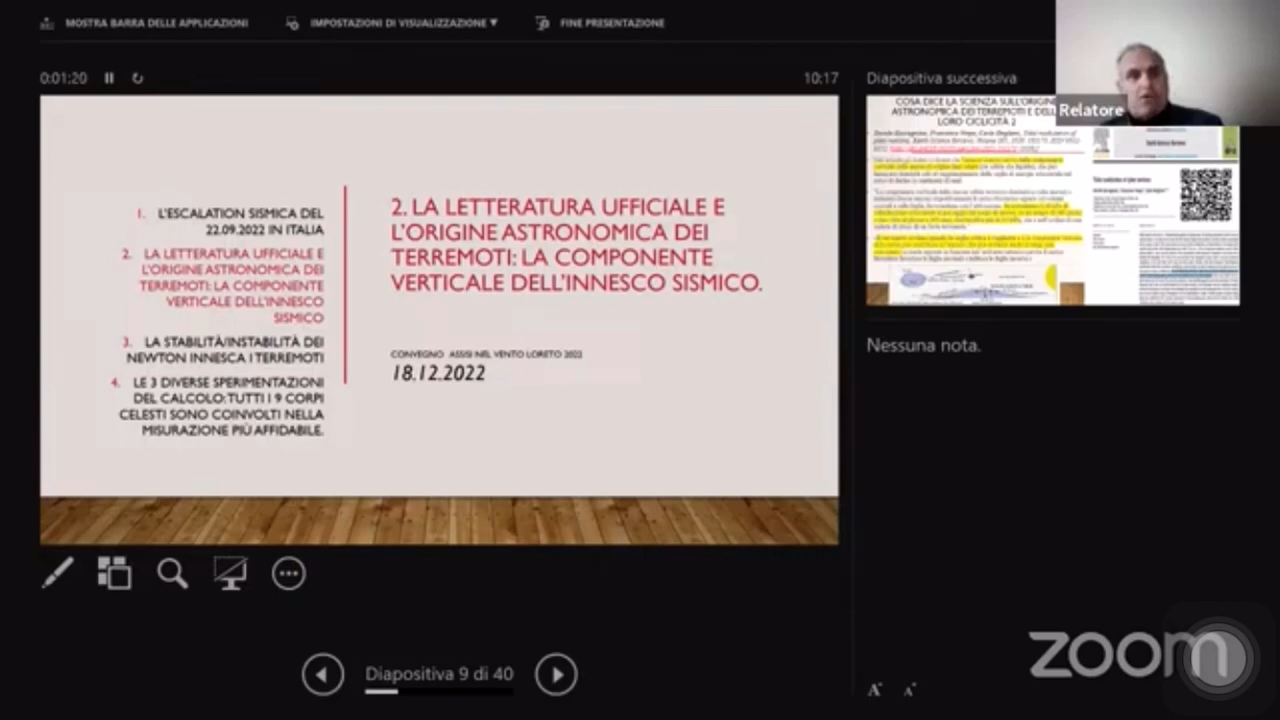 MOSTRA BARRA DELLE APPLICAZIONI
IMPOSTAZIONI DI VISUALIZZAZIONE ▼
FINE PRESENTAZIONE
0:01:20
10:17
1. L'ESCALATION SISMICA DEL
22.09.2022 IN ITALIA
2. LA LETTERATURA UFFICIALE E
L'ORIGINE ASTRONOMICA DEI
TERREMOTI: LA COMPONENTE
VERTICALE DELL'INNESCO
SISMICO
3. LA STABILITÀ/INSTABILITÀ DEI
NEWTON INNESCA I TERREMOTI
4. LE 3 DIVERSE SPERIMENTAZIONI
DEL CALCOLO: TUTTI I 9 CORPI
CELESTI SONO COINVOLTI NELLA
MISURAZIONE PIÙ AFFIDABILE.
2. LA LETTERATURA UFFICIALE E
L'ORIGINE ASTRONOMICA DEI
TERREMOTI: LA COMPONENTE
VERTICALE DELL'INNESCO SISMICO.
CONVEGNO ASSISI NEL VENTO LORETO 2022
18.12.2022
Diapositiva successiva
Relatore
COSA DICE LA SCIENZA SULL'ORIGINE
ASTRONOMICA DEI TERREMOTI E DELLA
LORO CICLICITÀ 2
Nessuna nota.
Diapositiva 9 di 40
A A
zoom